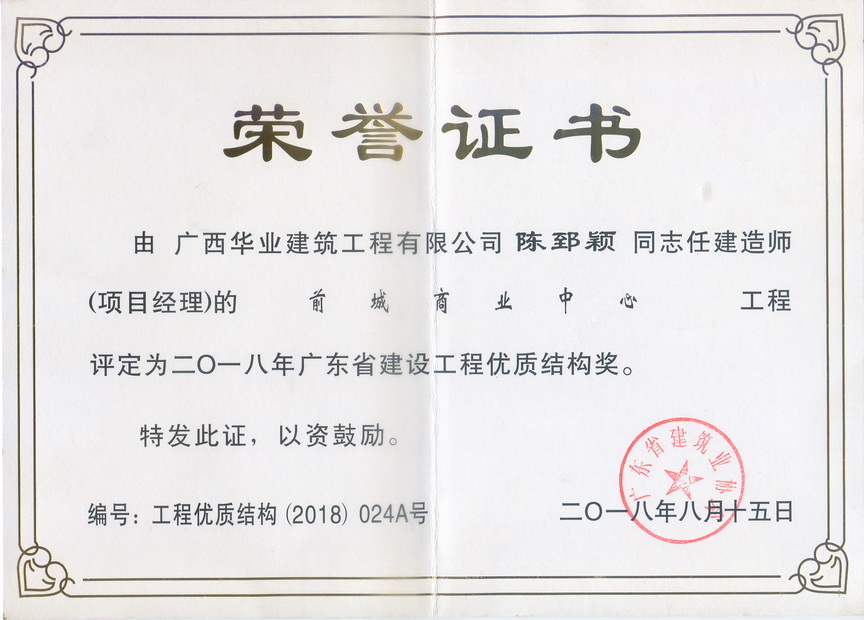 荣誉证书
由 广西华业建筑工程有限公司 陈郅颖 同志任建造师
(项目经理)的 前城商业中心 工程
评定为二〇一八年广东省建设工程优质结构奖。
特发此证，以资鼓励。
广东省建筑业协会
编号：工程优质结构 (2018) 024A号 二〇一八年八月十五日